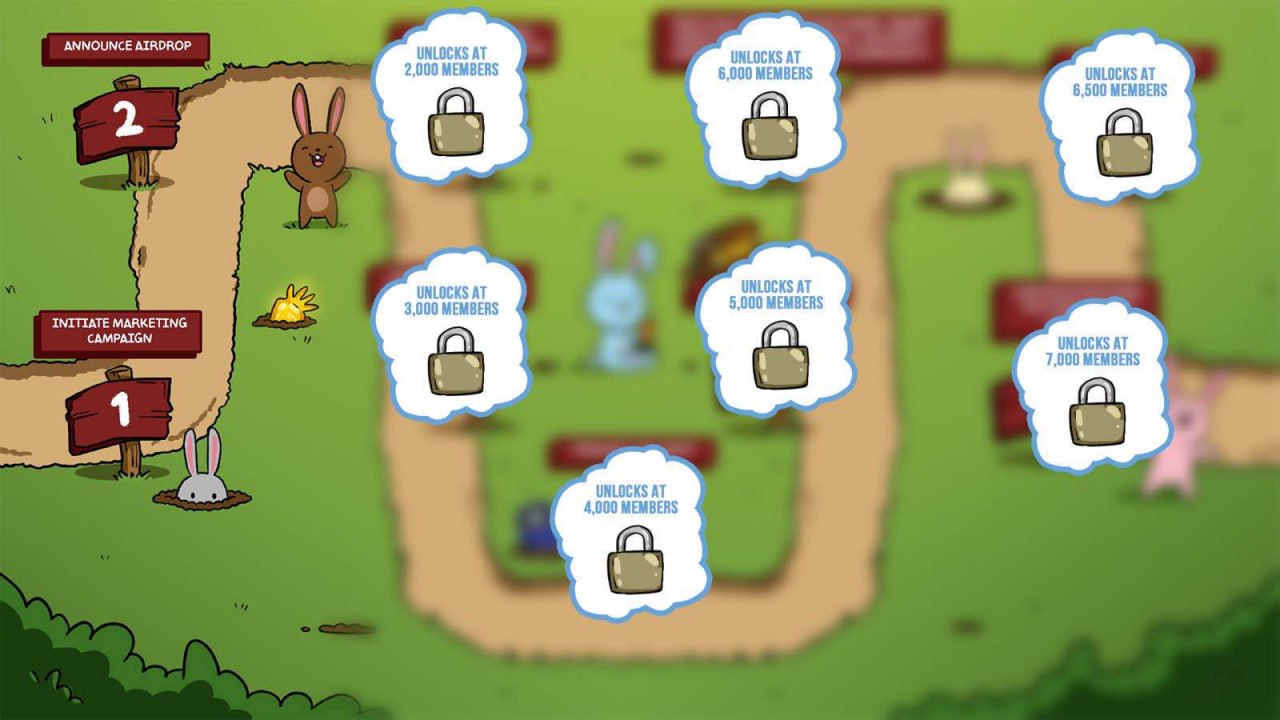 ANNOUNCE AIRDROP
2
INITIATE MARKETING
CAMPAIGN
1
UNLOCKS AT
2,000 MEMBERS
UNLOCKS AT
3,000 MEMBERS
UNLOCKS AT
4,000 MEMBERS
UNLOCKS AT
5,000 MEMBERS
UNLOCKS AT
6,000 MEMBERS
UNLOCKS AT
6,500 MEMBERS
UNLOCKS AT
7,000 MEMBERS